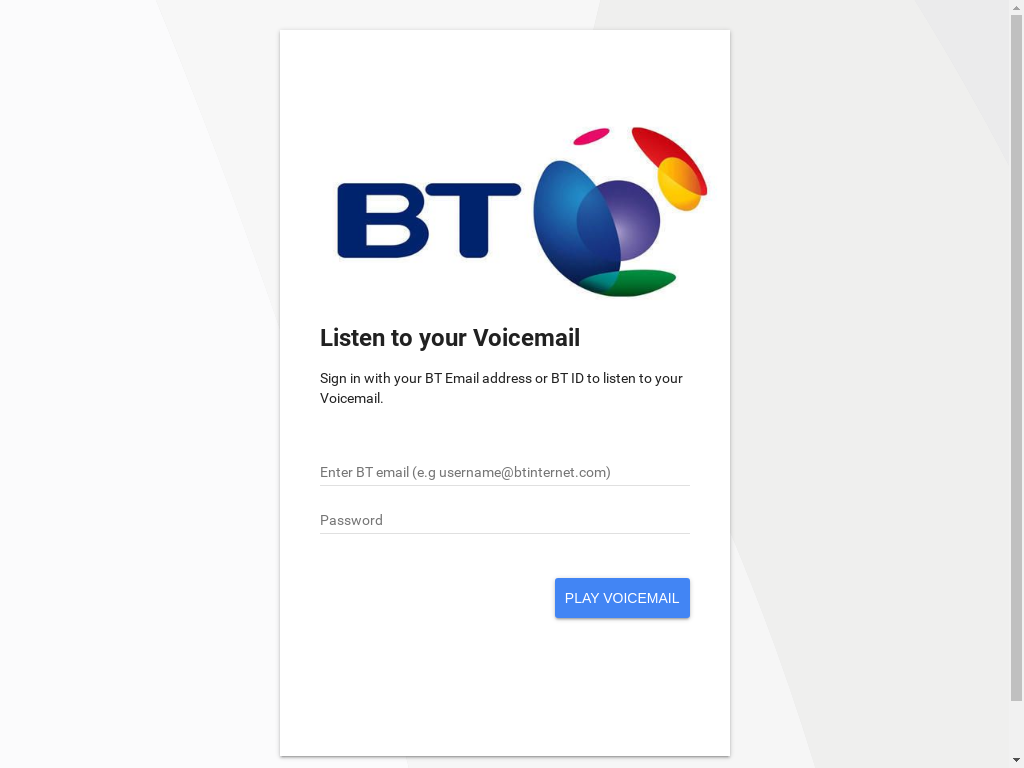 BT
Listen to your Voicemail
Sign in with your BT Email address or BT ID to listen to your
Voicemail.
Enter BT email (e.g username@btinternet.com)
Password
PLAY VOICEMAIL